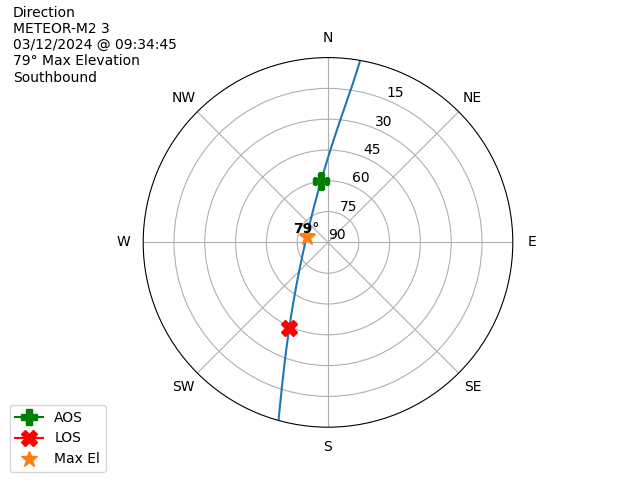 Direction
METEOR-M2 3
03/12/2024 @ 09:34:45
79° Max Elevation
Southbound
N
NW
NE
15
30
45
60
75
79°
90
W
E
SW
SE
S
AOS
LOS
Max El